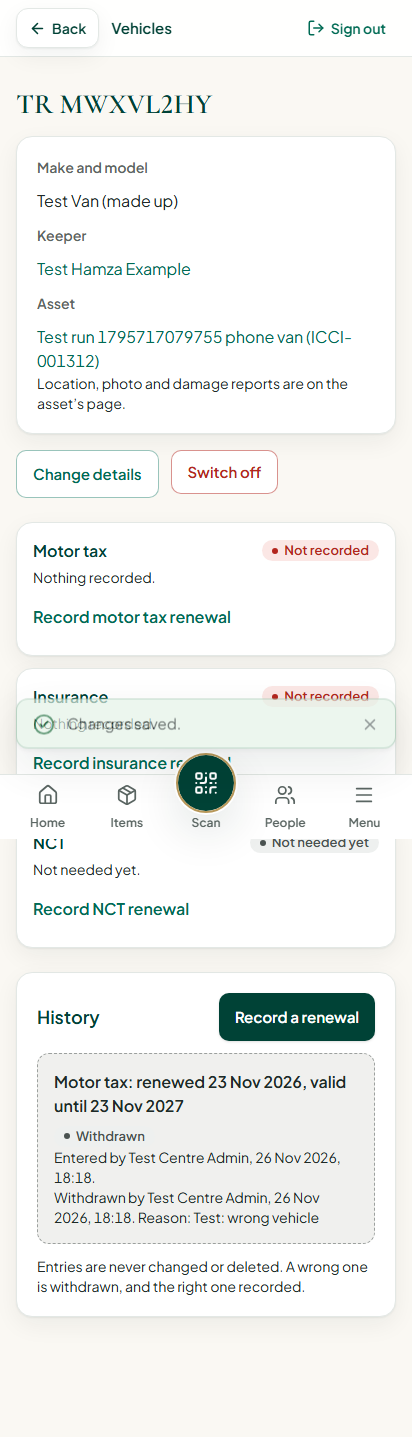 Back
Vehicles
Sign out
TR MWXVL2HY
Make and model
Test Van (made up)
Keeper
Test Hamza Example
Asset
Test run 1795717079755 phone van (ICCI-
001312)
Location, photo and damage reports are on the
asset's page.
Change details
Switch off
Motor tax
Not recorded
Nothing recorded.
Record motor tax renewal
Insurance
Not recorded
Changes saved.
Record insurance
Home
Items
Scan
People
Menu
NCT
Not needed yet
Not needed yet.
Record NCT renewal
History
Record a renewal
Motor tax: renewed 23 Nov 2026, valid
until 23 Nov 2027
Withdrawn
Entered by Test Centre Admin, 26 Nov 2026,
18:18.
Withdrawn by Test Centre Admin, 26 Nov
2026, 18:18. Reason: Test: wrong vehicle
Entries are never changed or deleted. A wrong one
is withdrawn, and the right one recorded.